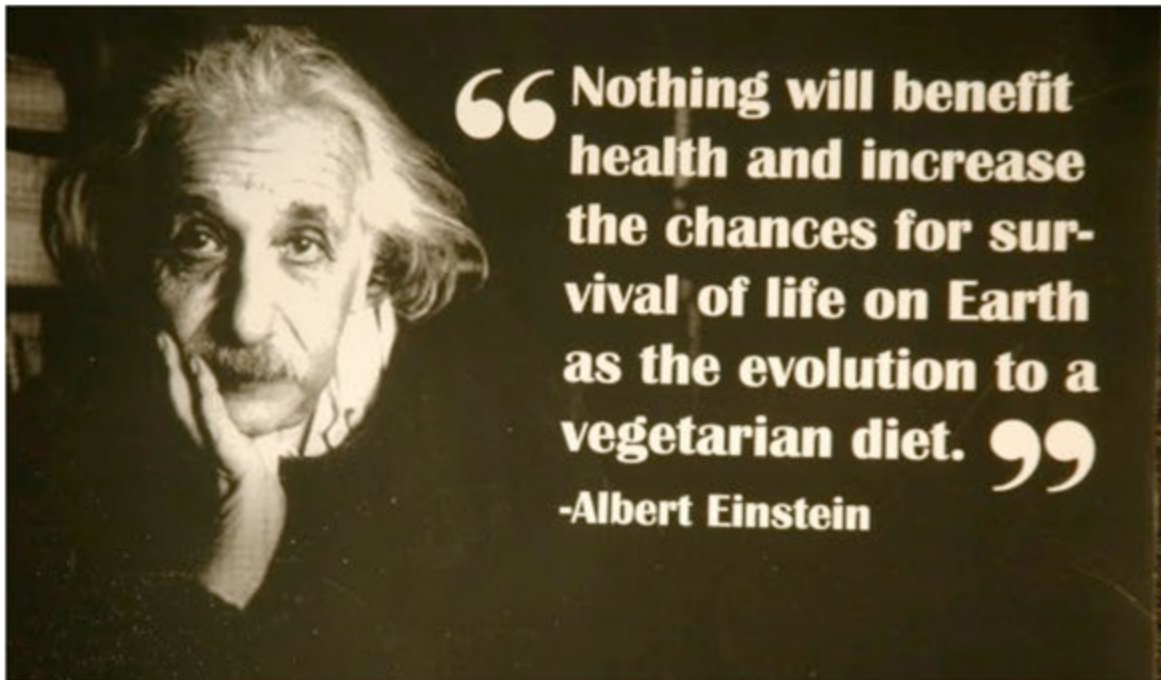 “Nothing will benefit
health and increase
the chances for sur-
vival of life on Earth
as the evolution to a
vegetarian diet.”
-Albert Einstein